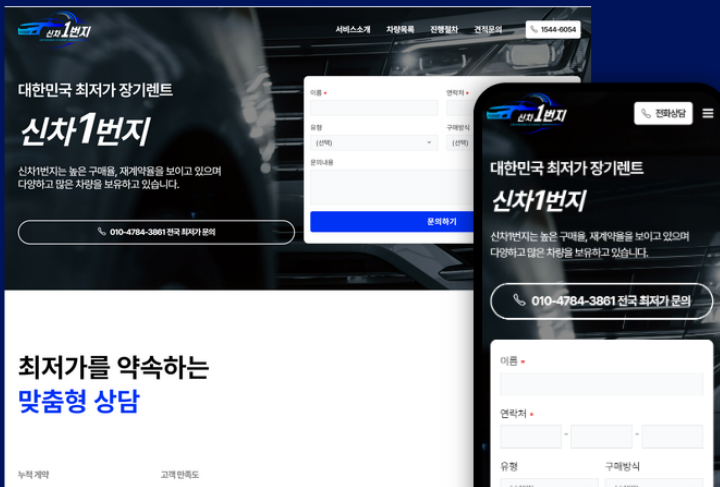 신차1번지
서비스소개 차량목록 진행절차 견적문의 1544-6054
대한민국 최저가 장기렌트
신차1번지
신차1번지는 높은 구매율, 재계약율을 보이고 있으며
다양하고 많은 차량을 보유하고 있습니다.
010-4784-3861 전국 최저가 문의
이름 * 연락처 *
유형 구매방식
(선택) (선택)
문의내용
문의하기
최저가를 약속하는
맞춤형 상담
누적 계약 고객 만족도
신차1번지
전화상담
대한민국 최저가 장기렌트
신차1번지
신차1번지는 높은 구매율, 재계약율을 보이고 있으며
다양하고 많은 차량을 보유하고 있습니다.
010-4784-3861 전국 최저가 문의
이름 *
연락처 *
- -
유형 구매방식